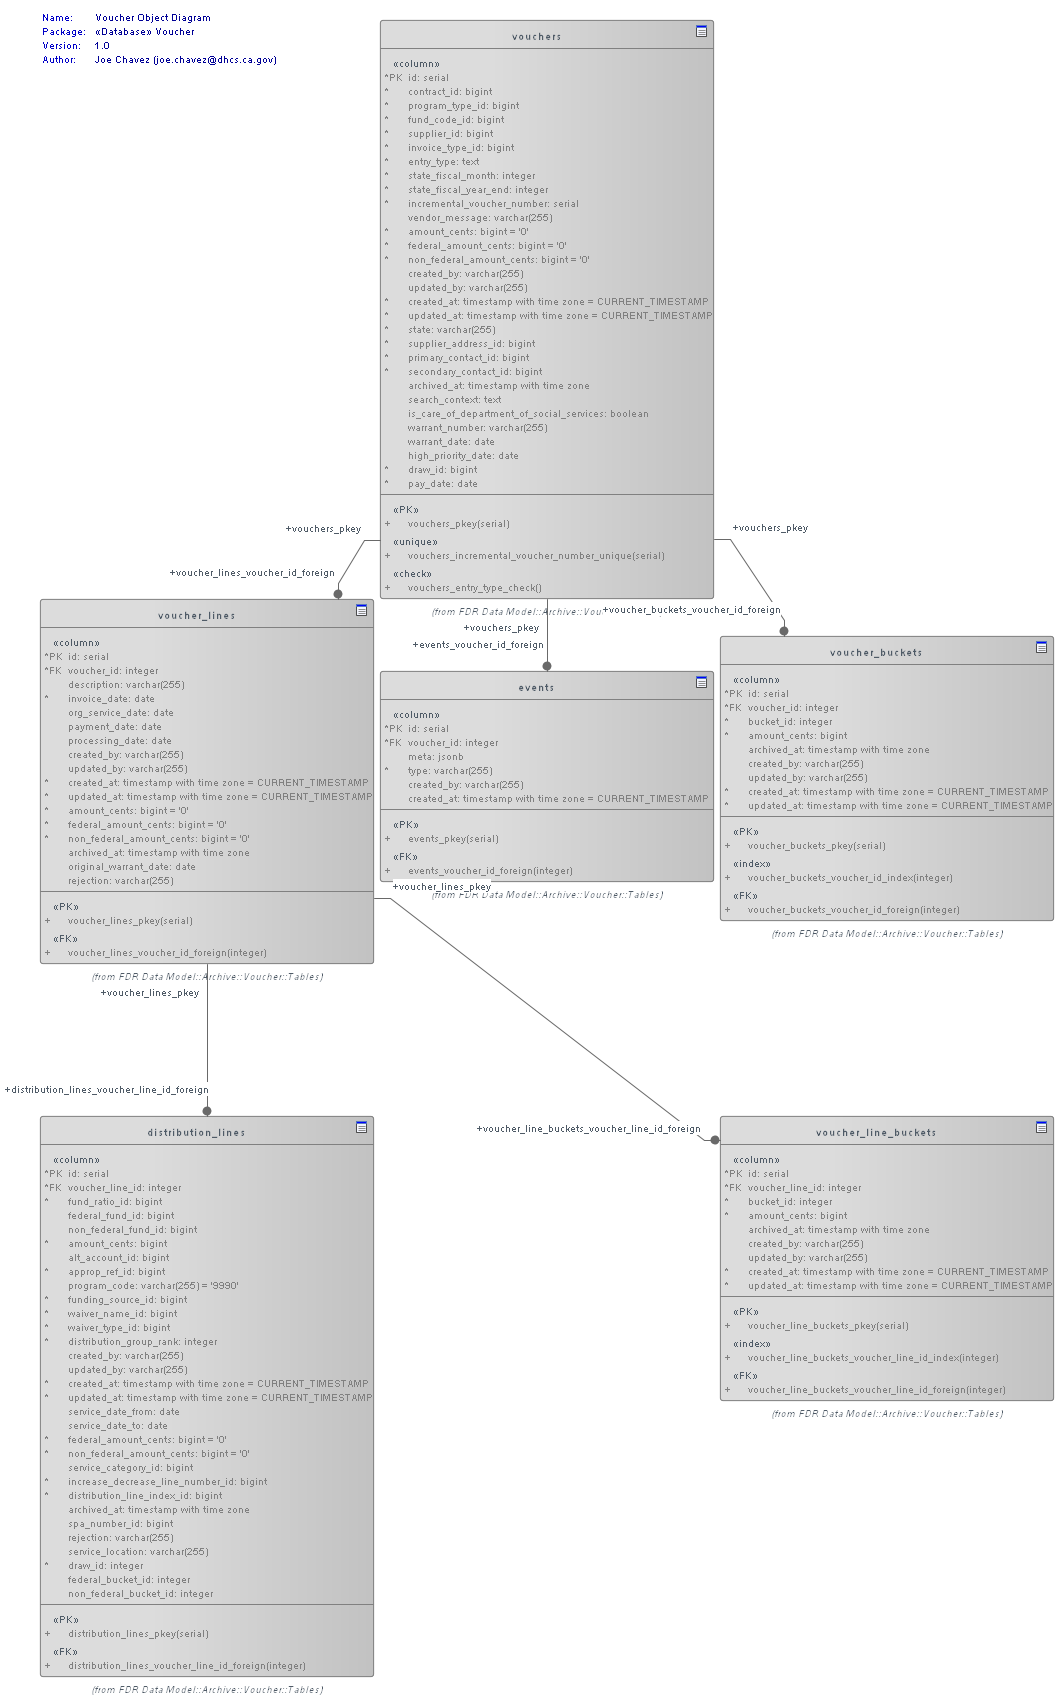 Name: Voucher Object Diagram
Package: «Database» Voucher
Version: 1.0
Author: Joe Chavez (joe.chavez@dhcs.ca.gov)
vouchers
«column»
*PK id: serial
* contract_id: bigint
* program_type_id: bigint
* fund_code_id: bigint
* supplier_id: bigint
* invoice_type_id: bigint
* entry_type: text
* state_fiscal_month: integer
* state_fiscal_year_end: integer
* incremental_voucher_number: serial
vendor_message: varchar(255)
* amount_cents: bigint = '0'
* federal_amount_cents: bigint = '0'
* non_federal_amount_cents: bigint = '0'
created_by: varchar(255)
updated_by: varchar(255)
* created_at: timestamp with time zone = CURRENT_TIMESTAMP
* updated_at: timestamp with time zone = CURRENT_TIMESTAMP
* state: varchar(255)
* supplier_address_id: bigint
* primary_contact_id: bigint
* secondary_contact_id: bigint
archived_at: timestamp with time zone
search_context: text
is_care_of_department_of_social_services: boolean
warrant_number: varchar(255)
warrant_date: date
high_priority_date: date
* draw_id: bigint
* pay_date: date
«PK»
+ vouchers_pkey(serial)
«unique»
+ vouchers_incremental_voucher_number_unique(serial)
«check»
+ vouchers_entry_type_check()
(from FDR Data Model::Archive::Vou
+vouchers_pkey
+voucher_lines_voucher_id_foreign
+vouchers_pkey
+events_voucher_id_foreign
+vouchers_pkey
+voucher_buckets_voucher_id_foreign
voucher_lines
«column»
*PK id: serial
*FK voucher_id: integer
description: varchar(255)
* invoice_date: date
org_service_date: date
payment_date: date
processing_date: date
created_by: varchar(255)
updated_by: varchar(255)
* created_at: timestamp with time zone = CURRENT_TIMESTAMP
* updated_at: timestamp with time zone = CURRENT_TIMESTAMP
* amount_cents: bigint = '0'
* federal_amount_cents: bigint = '0'
* non_federal_amount_cents: bigint = '0'
archived_at: timestamp with time zone
original_warrant_date: date
rejection: varchar(255)
«PK»
+ voucher_lines_pkey(serial)
«FK»
+ voucher_lines_voucher_id_foreign(integer)
(from FDR Data Model::Archive::Voucher::Tables)
events
«column»
*PK id: serial
*FK voucher_id: integer
meta: jsonb
* type: varchar(255)
created_by: varchar(255)
created_at: timestamp with time zone = CURRENT_TIMESTAMP
«PK»
+ events_pkey(serial)
«FK»
+ events_voucher_id_foreign(integer)
+voucher_lines_pkey
(from FDR Data Model::Archive::Voucher::Tables)
voucher_buckets
«column»
*PK id: serial
*FK voucher_id: integer
* bucket_id: integer
* amount_cents: bigint
archived_at: timestamp with time zone
created_by: varchar(255)
updated_by: varchar(255)
* created_at: timestamp with time zone = CURRENT_TIMESTAMP
* updated_at: timestamp with time zone = CURRENT_TIMESTAMP
«PK»
+ voucher_buckets_pkey(serial)
«index»
+ voucher_buckets_voucher_id_index(integer)
«FK»
+ voucher_buckets_voucher_id_foreign(integer)
(from FDR Data Model::Archive::Voucher::Tables)
+voucher_lines_pkey
+distribution_lines_voucher_line_id_foreign
+voucher_line_buckets_voucher_line_id_foreign
distribution_lines
«column»
*PK id: serial
*FK voucher_line_id: integer
* fund_ratio_id: bigint
federal_fund_id: bigint
non_federal_fund_id: bigint
* amount_cents: bigint
alt_account_id: bigint
* approp_ref_id: bigint
program_code: varchar(255) = '9990'
* funding_source_id: bigint
* waiver_name_id: bigint
* waiver_type_id: bigint
* distribution_group_rank: integer
created_by: varchar(255)
updated_by: varchar(255)
* created_at: timestamp with time zone = CURRENT_TIMESTAMP
* updated_at: timestamp with time zone = CURRENT_TIMESTAMP
service_date_from: date
service_date_to: date
* federal_amount_cents: bigint = '0'
* non_federal_amount_cents: bigint = '0'
service_category_id: bigint
* increase_decrease_line_number_id: bigint
* distribution_line_index_id: bigint
archived_at: timestamp with time zone
spa_number_id: bigint
rejection: varchar(255)
service_location: varchar(255)
* draw_id: integer
federal_bucket_id: integer
non_federal_bucket_id: integer
«PK»
+ distribution_lines_pkey(serial)
«FK»
+ distribution_lines_voucher_line_id_foreign(integer)
(from FDR Data Model::Archive::Voucher::Tables)
voucher_line_buckets
«column»
*PK id: serial
*FK voucher_line_id: integer
* bucket_id: integer
* amount_cents: bigint
archived_at: timestamp with time zone
created_by: varchar(255)
updated_by: varchar(255)
* created_at: timestamp with time zone = CURRENT_TIMESTAMP
* updated_at: timestamp with time zone = CURRENT_TIMESTAMP
«PK»
+ voucher_line_buckets_pkey(serial)
«index»
+ voucher_line_buckets_voucher_line_id_index(integer)
«FK»
+ voucher_line_buckets_voucher_line_id_foreign(integer)
(from FDR Data Model::Archive::Voucher::Tables)